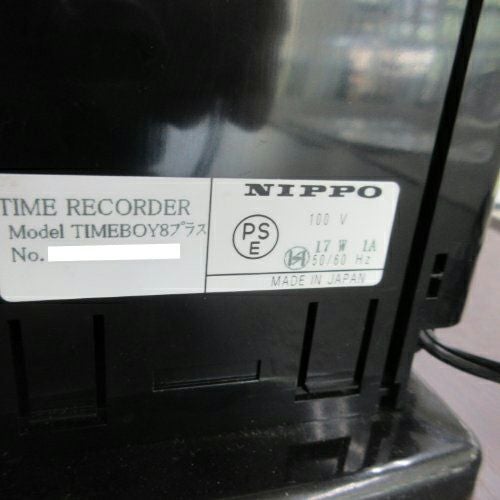 TIME RECORDER
Model TIMEBOY8プラス
No.
NIPPO
100 V
PS
E
17 W 1A
50/60 Hz
MADE IN JAPAN